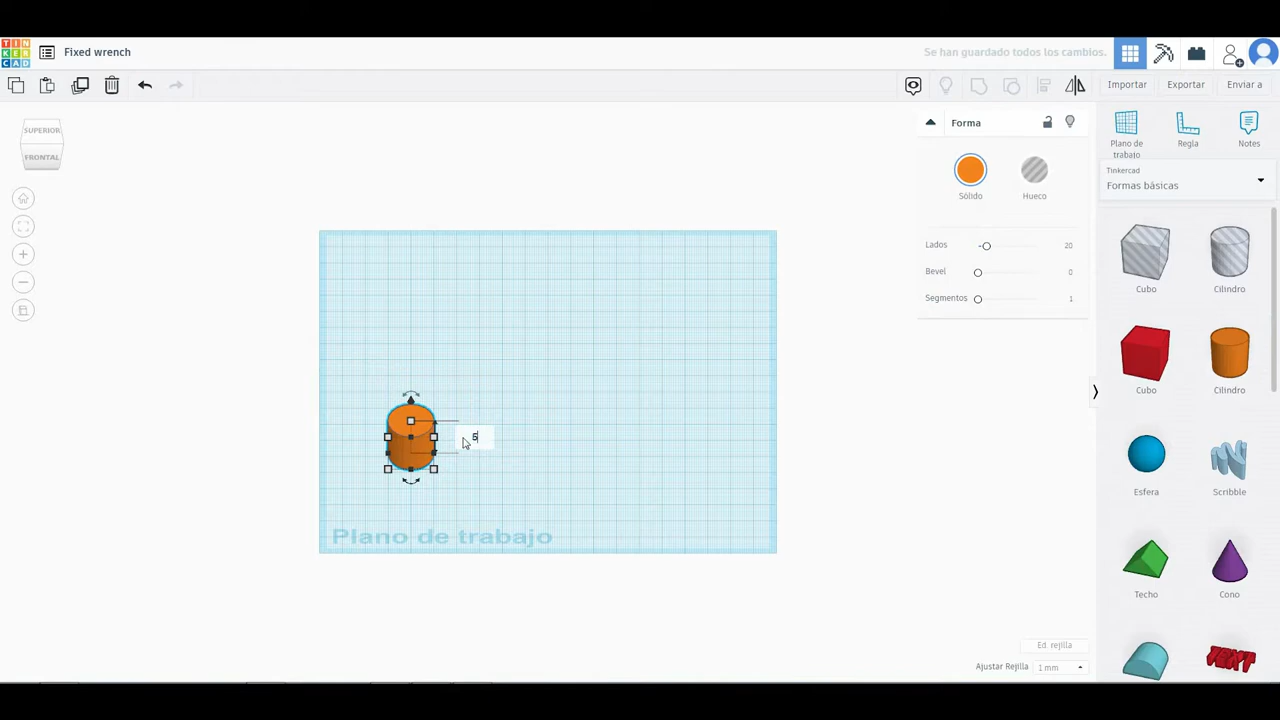 TIN
KER
CAD
Fixed wrench
Se han guardado todos los cambios.
Importar
Exportar
Enviar a
SUPERIOR
FRONTAL
Forma
Sólido
Hueco
Lados
20
Bevel
0
Segmentos
1
Plano de trabajo
Regla
Notes
Tinkercad
Formas básicas
Cubo
Cilindro
Cubo
Cilindro
Esfera
Scribble
Techo
Cono
TEXT
5
Plano de trabajo
Ed. rejilla
Ajustar Rejilla
1 mm